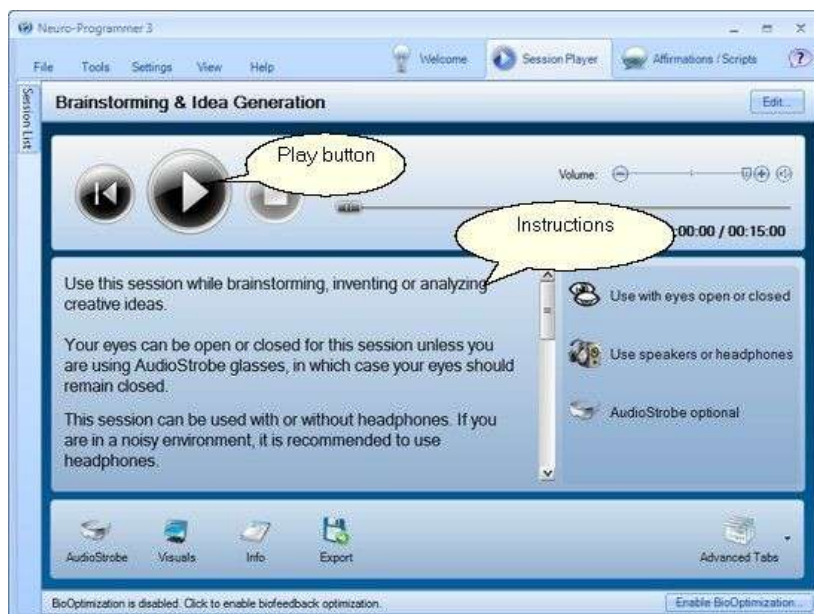 Neuro-Programmer 3
File Tools Settings View Help
Welcome Session Player Affirmations / Scripts ?
Session List
Brainstorming & Idea Generation
Edit...
Play button
Volume:
Instructions
:00:00 / 00:15:00
Use this session while brainstorming, inventing or analyzing
creative ideas.
Your eyes can be open or closed for this session unless you
are using AudioStrobe glasses, in which case your eyes should
remain closed.
This session can be used with or without headphones. If you
are in a noisy environment, it is recommended to use
headphones.
Use with eyes open or closed
Use speakers or headphones
AudioStrobe optional
AudioStrobe Visuals Info Export Advanced Tabs
BioOptimization is disabled. Click to enable biofeedback optimization.
Enable BioOptimization...